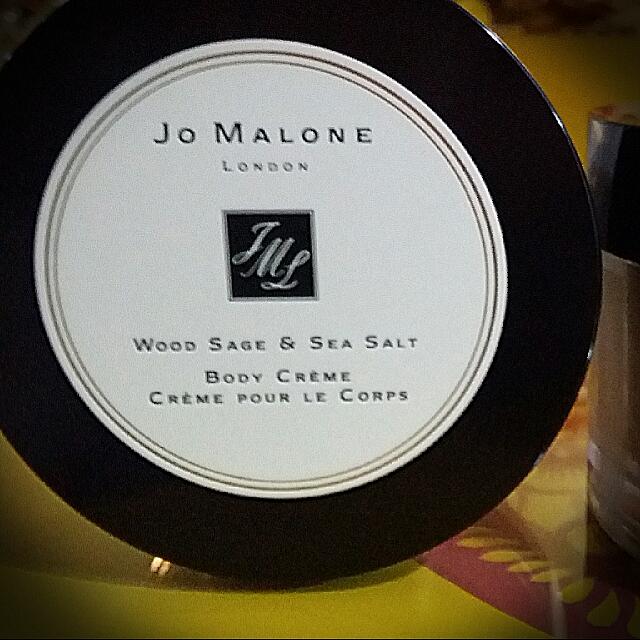 Jo Malone
London
JML
Wood Sage & Sea Salt
Body Crème
Crème pour le Corps